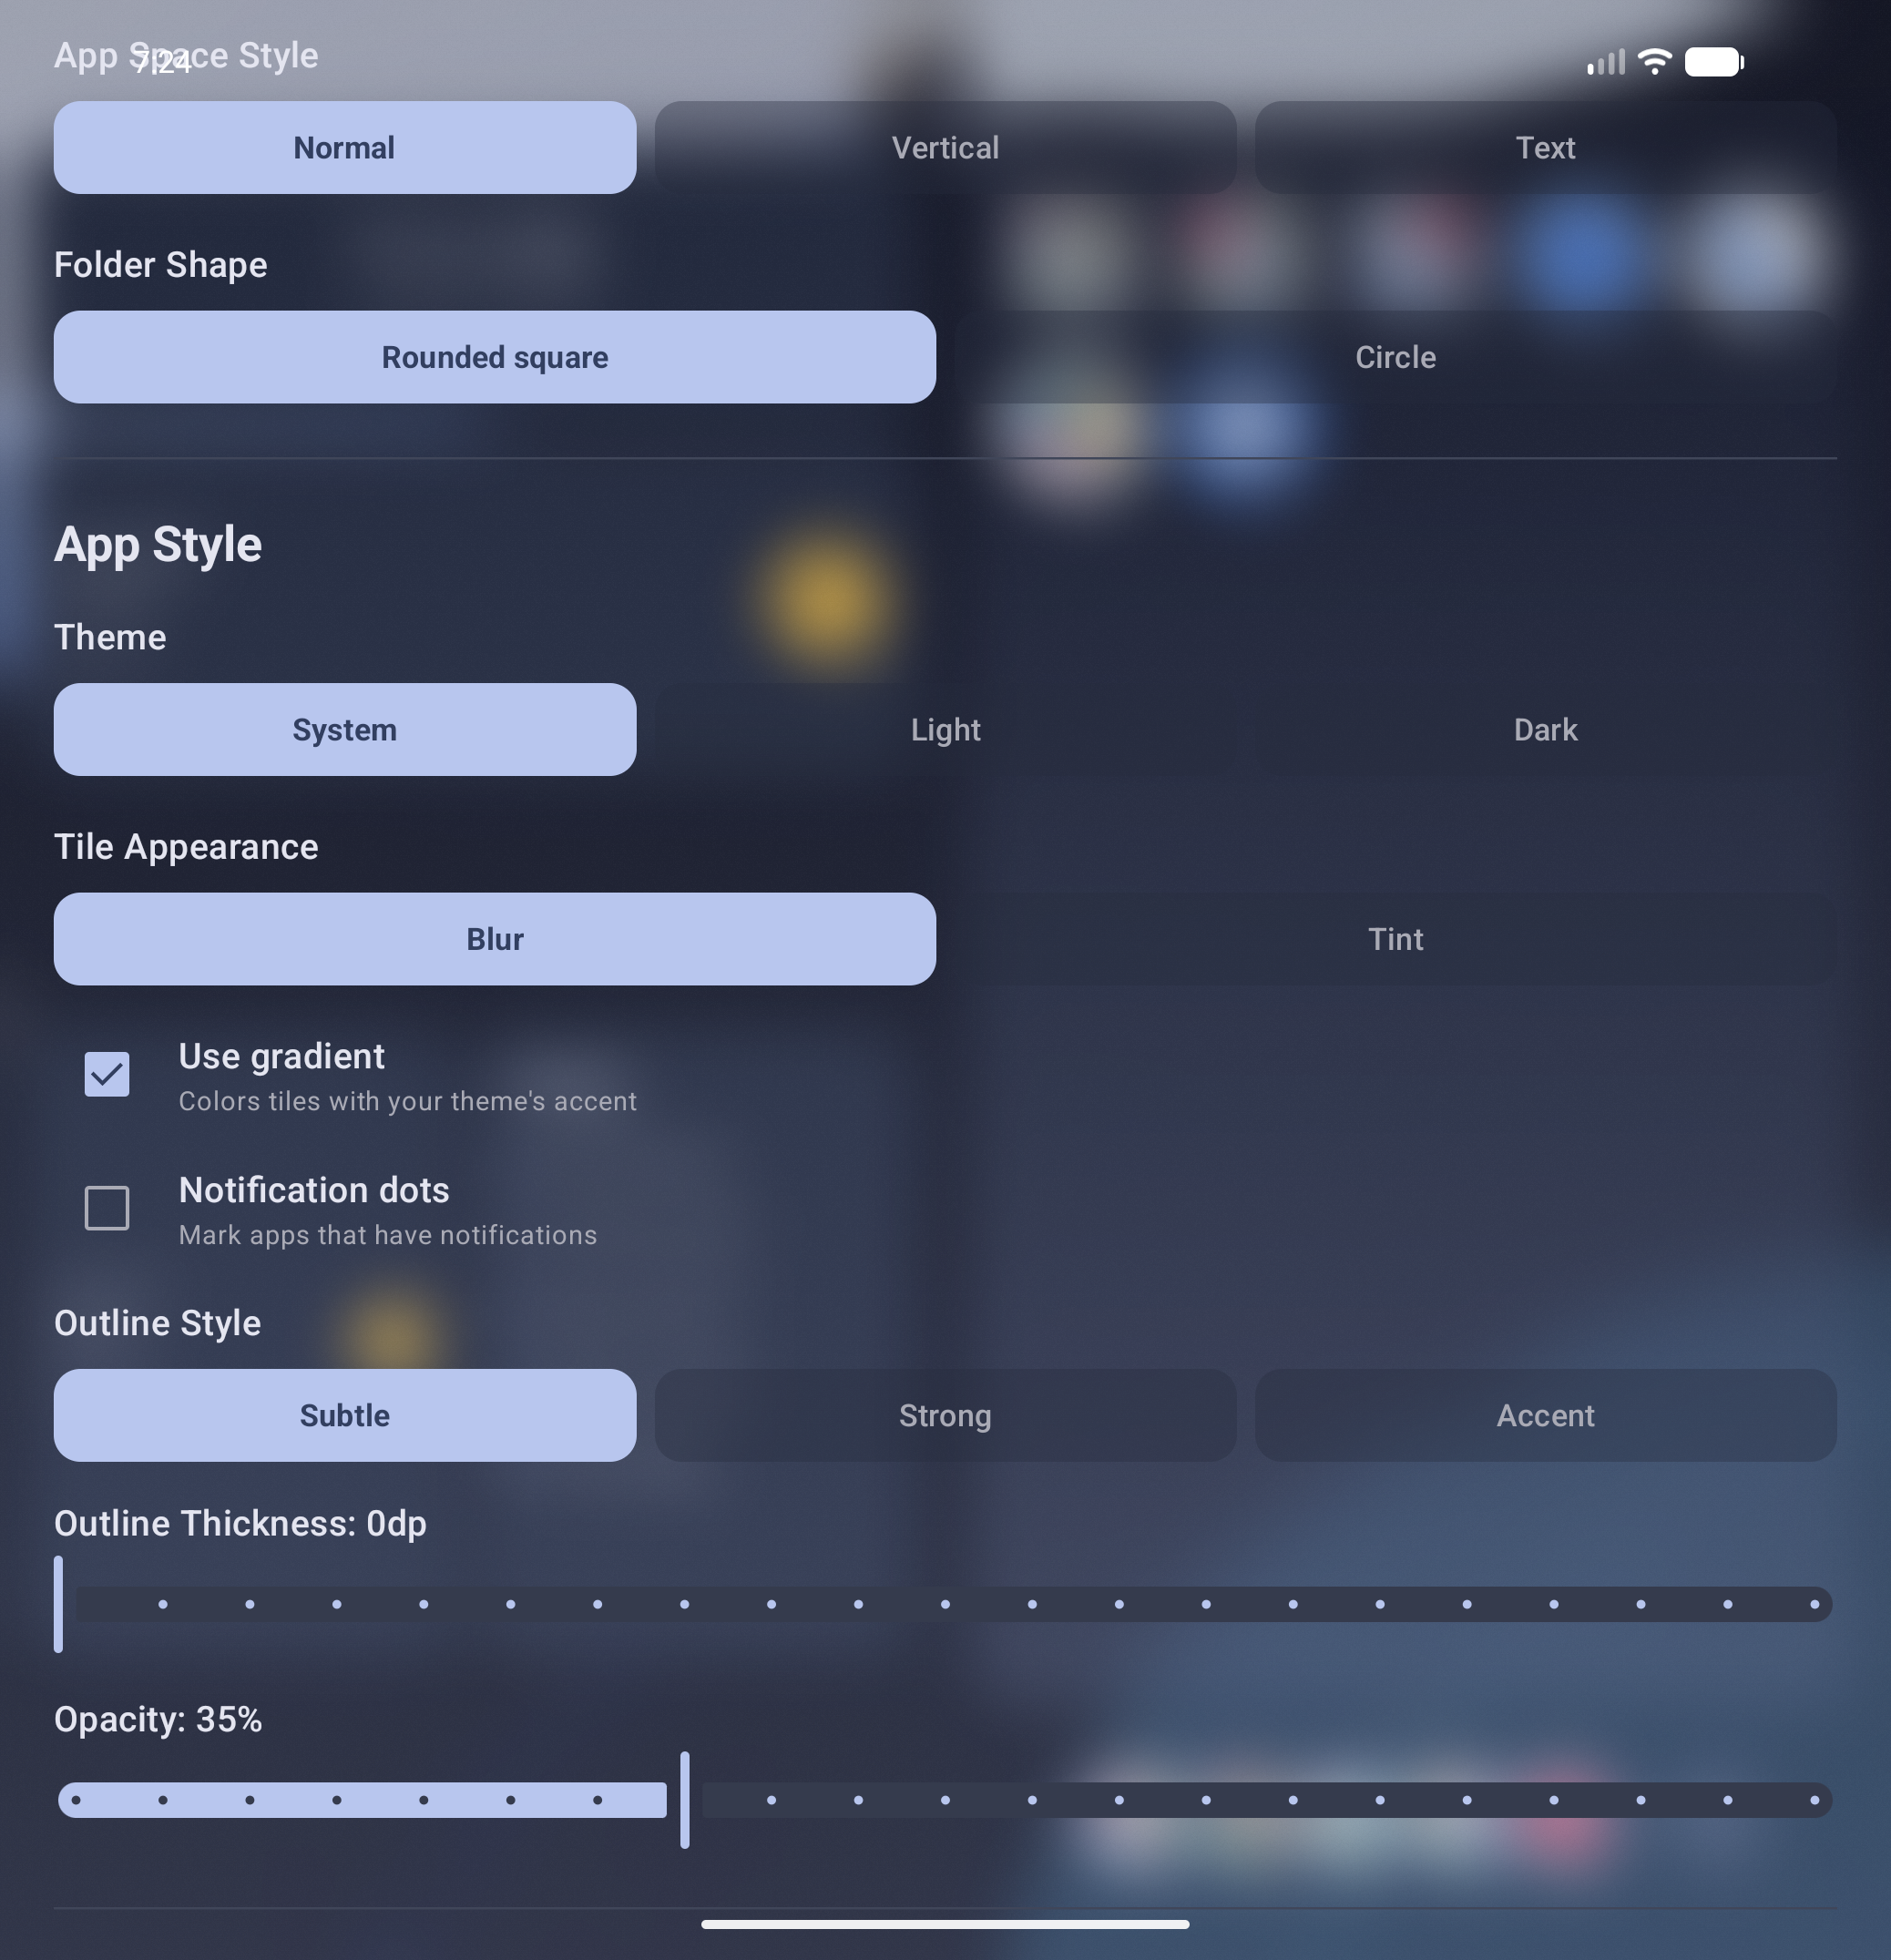 App Space Style
7:24
Normal
Vertical
Text
Folder Shape
Rounded square
Circle
App Style
Theme
System
Light
Dark
Tile Appearance
Blur
Tint
Use gradient
Colors tiles with your theme's accent
Notification dots
Mark apps that have notifications
Outline Style
Subtle
Strong
Accent
Outline Thickness: 0dp
Opacity: 35%